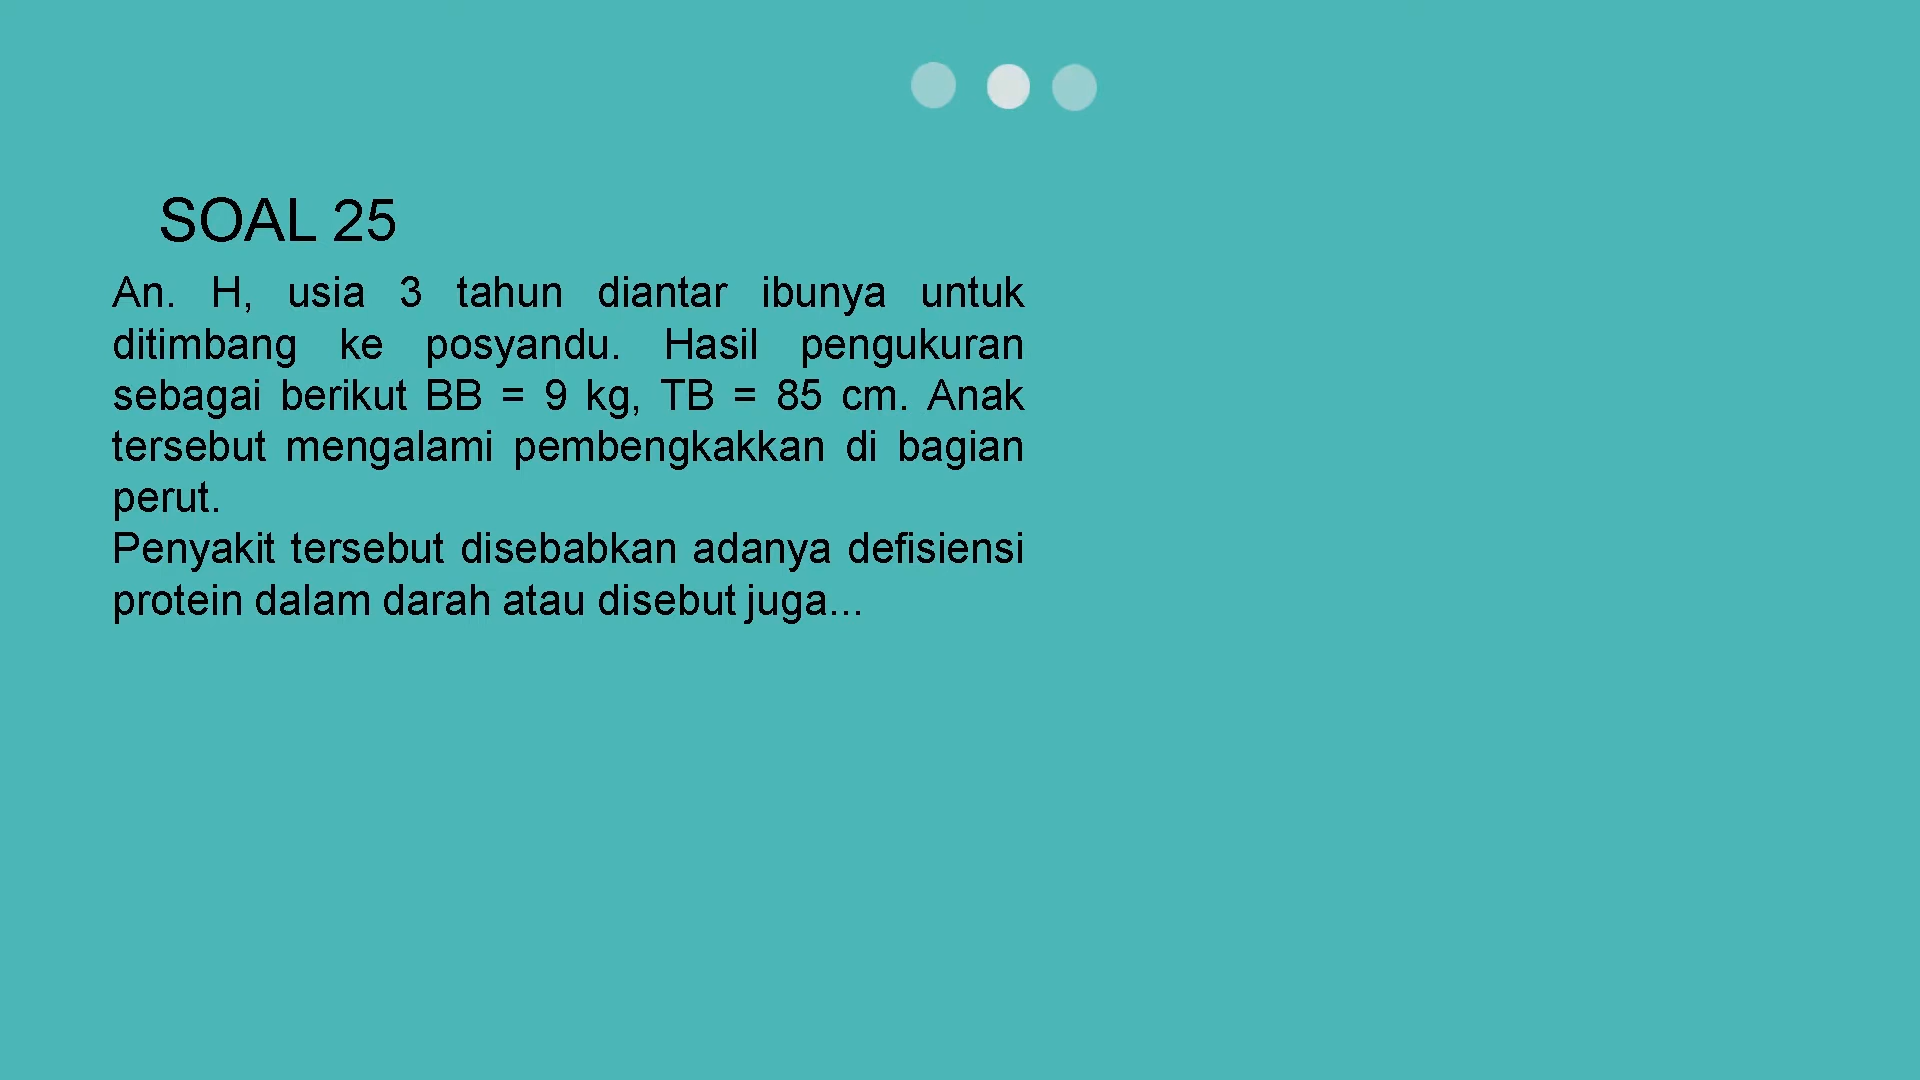 SOAL 25
An. H, usia 3 tahun diantar ibunya untuk
ditimbang ke posyandu. Hasil pengukuran
sebagai berikut BB = 9 kg, TB = 85 cm. Anak
tersebut mengalami pembengkakkan di bagian
perut.
Penyakit tersebut disebabkan adanya defisiensi
protein dalam darah atau disebut juga...